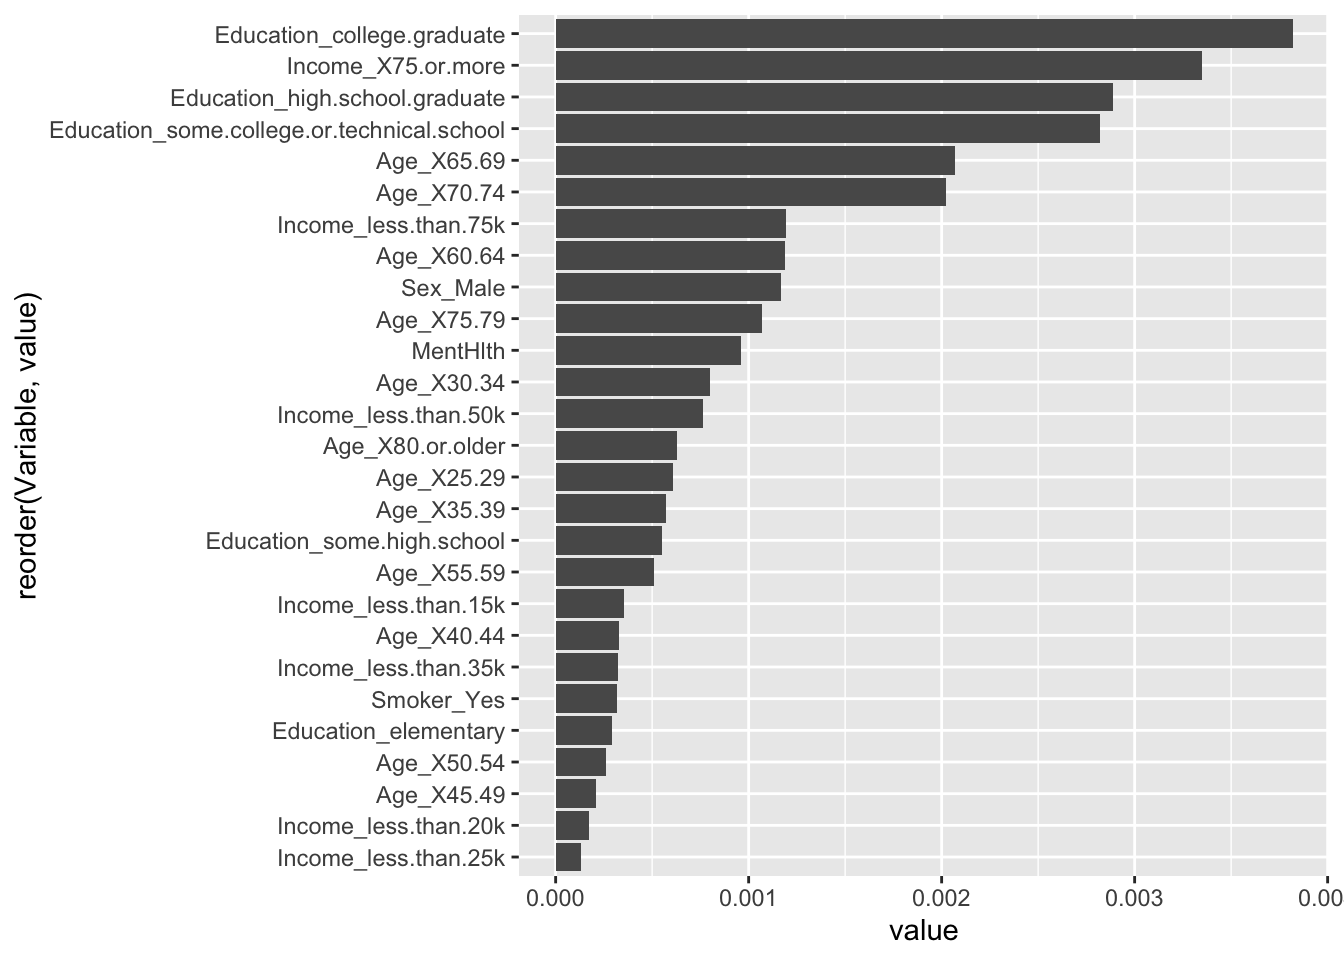 Education_college.graduate
Income_X75.or.more
Education_high.school.graduate
Education_some.college.or.technical.school
Age_X65.69
Age_X70.74
Income_less.than.75k
Age_X60.64
Sex_Male
Age_X75.79
MentHlth
Age_X30.34
Income_less.than.50k
Age_X80.or.older
Age_X25.29
Age_X35.39
Education_some.high.school
Age_X55.59
Income_less.than.15k
Age_X40.44
Income_less.than.35k
Smoker_Yes
Education_elementary
Age_X50.54
Age_X45.49
Income_less.than.20k
Income_less.than.25k
reorder(Variable, value)
0.000 0.001 0.002 0.003 0.00
value